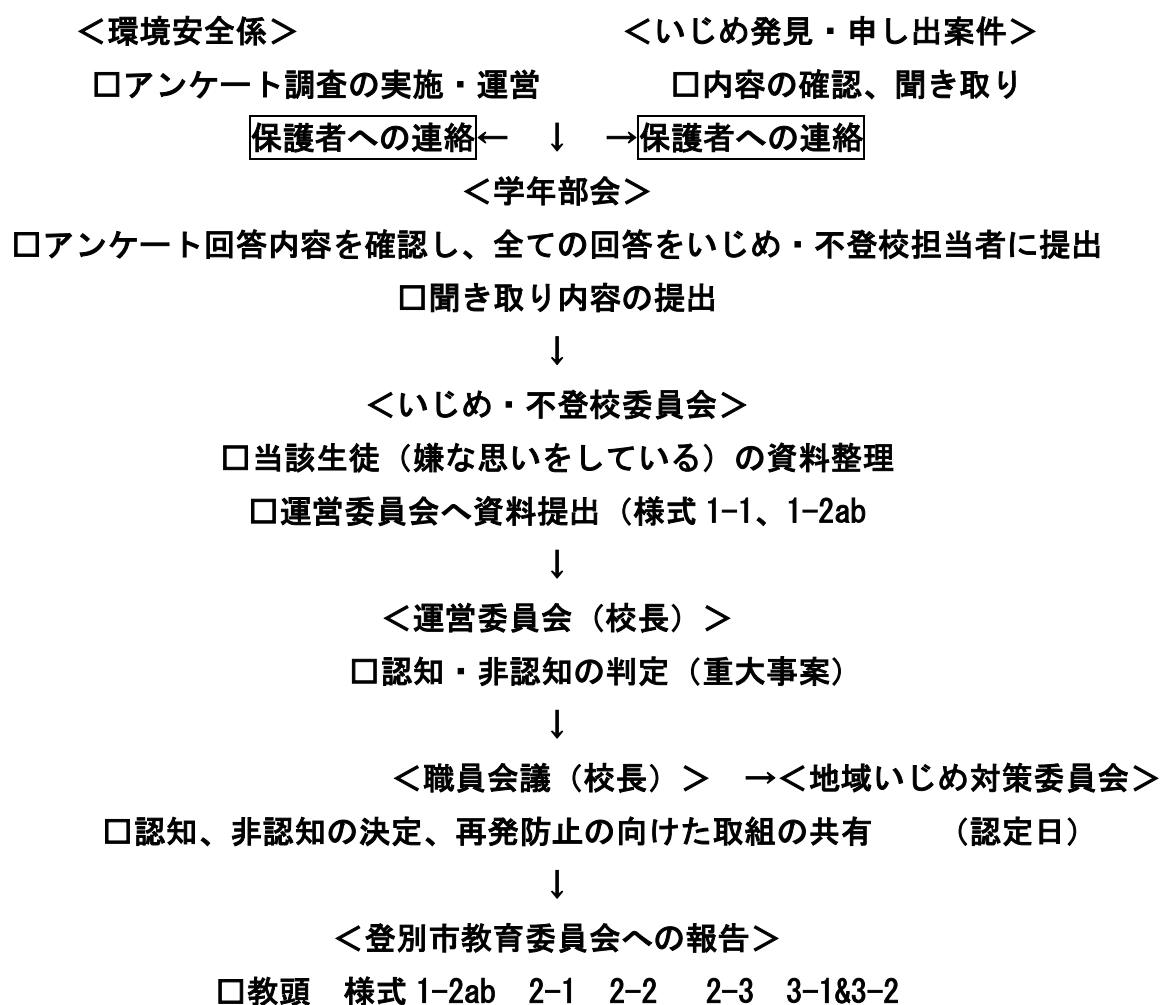 ＜環境安全係＞　＜いじめ発見・申し出案件＞
□アンケート調査の実施・運営　□内容の確認、聞き取り
保護者への連絡←　↓　→保護者への連絡
＜学年部会＞
□アンケート回答内容を確認し、全ての回答をいじめ・不登校担当者に提出
□聞き取り内容の提出
↓
＜いじめ・不登校委員会＞
□当該生徒（嫌な思いをしている）の資料整理
□運営委員会へ資料提出（様式 1-1、1-2ab
↓
＜運営委員会（校長）＞
□認知・非認知の判定（重大事案）
↓
＜職員会議（校長）＞　→＜地域いじめ対策委員会＞
□認知、非認知の決定、再発防止の向けた取組の共有　（認定日）
↓
＜登別市教育委員会への報告＞
□教頭　様式 1-2ab　2-1　2-2　2-3　3-1&3-2